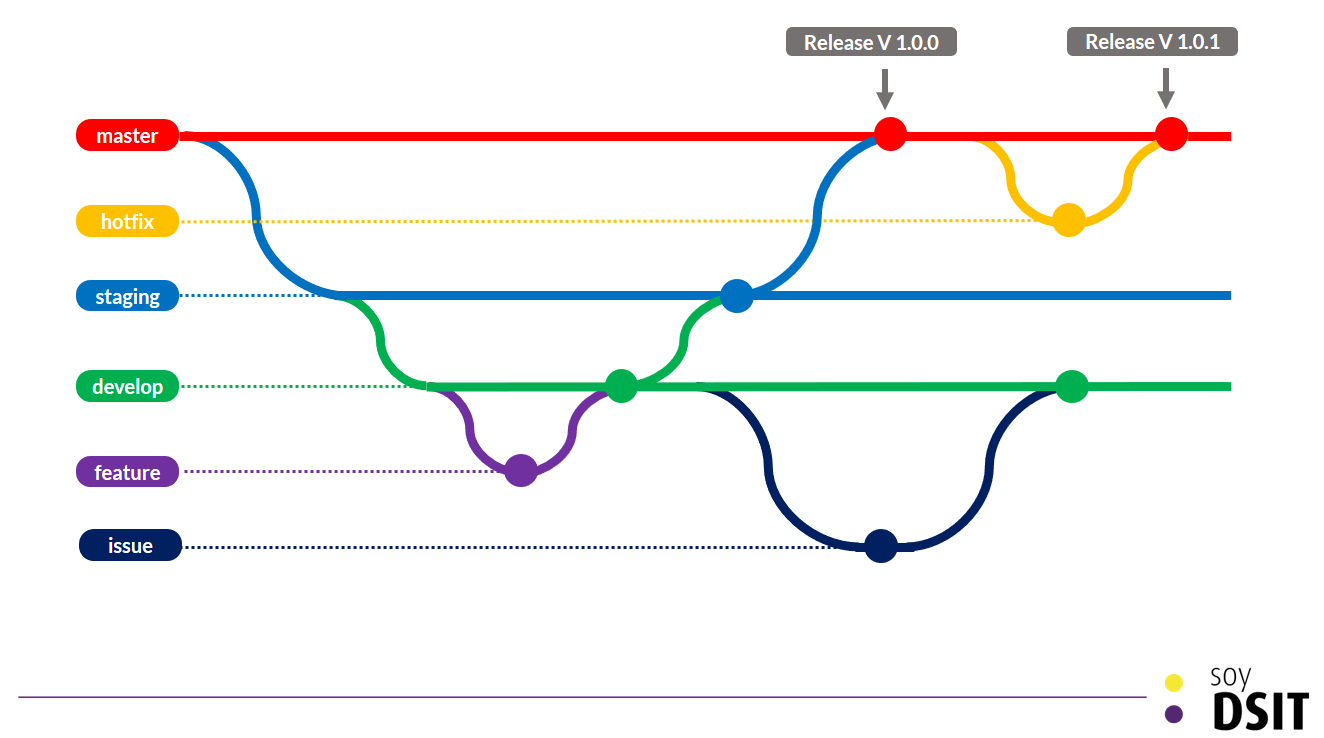 Release V 1.0.0
Release V 1.0.1
master
hotfix
staging
develop
feature
issue
soy
DSIT